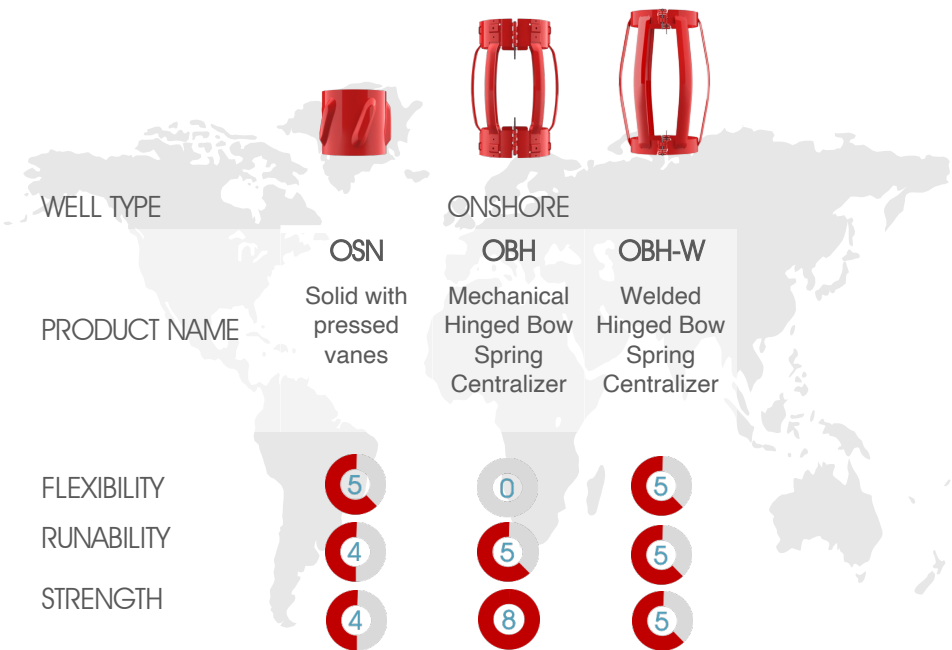 WELL TYPE ONSHORE
OSN OBH OBH-W
PRODUCT NAME
Solid with
pressed
vanes
Mechanical
Hinged Bow
Spring
Centralizer
Welded
Hinged Bow
Spring
Centralizer
FLEXIBILITY 5 0 5
RUNABILITY 4 5 5
STRENGTH 4 8 5